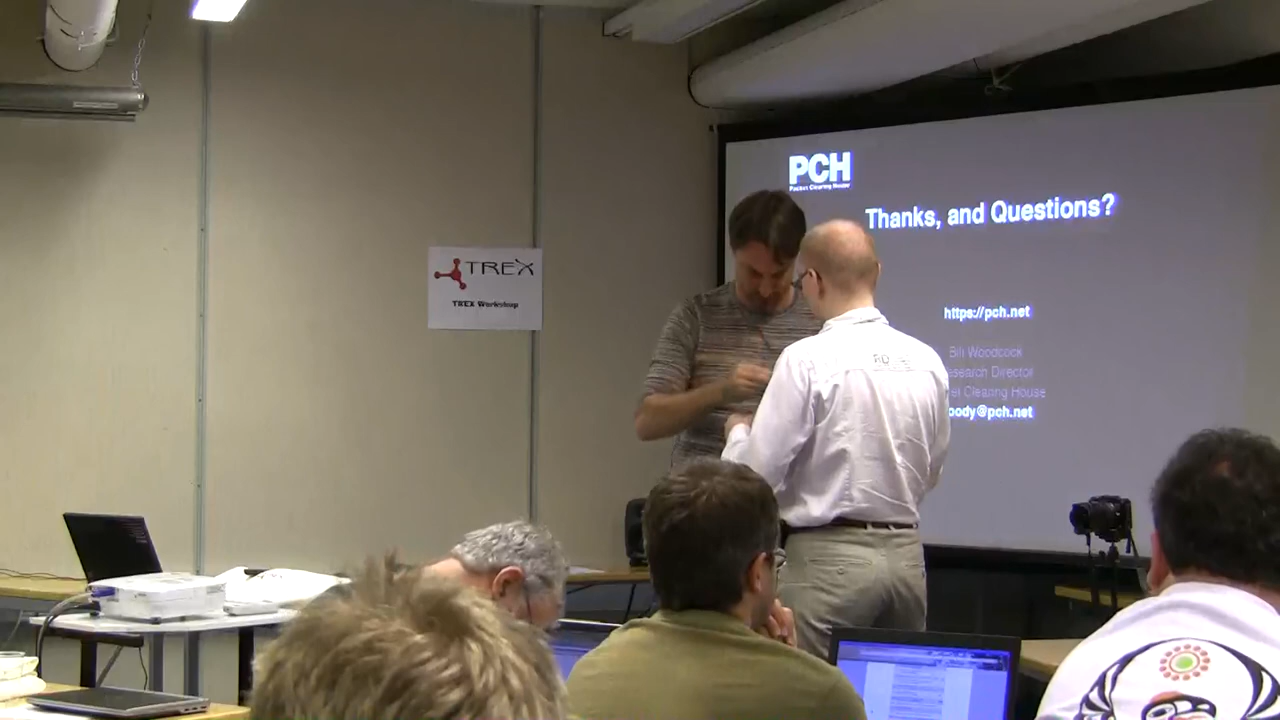 PCH
Packet Clearing House
Thanks, and Questions?
https://pch.net
Bill Woodcock
search Director
et Clearing House
oody@pch.net
TREX
TREX Workshop